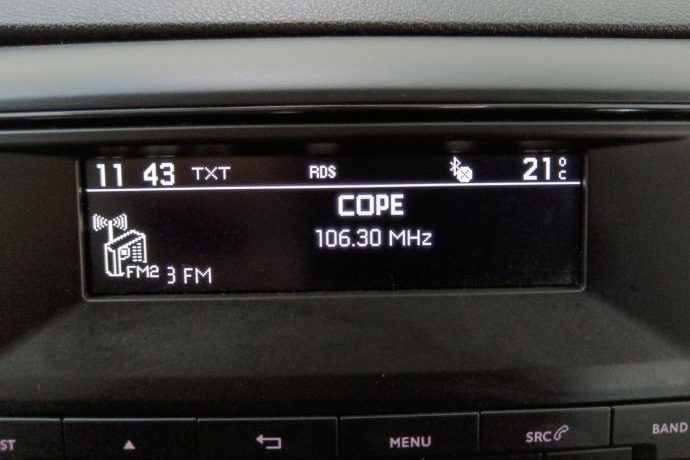 11 43 TXT RDS 21°C
COPE
106.30 MHz
FM2 3 FM
ST MENU SRC BAND